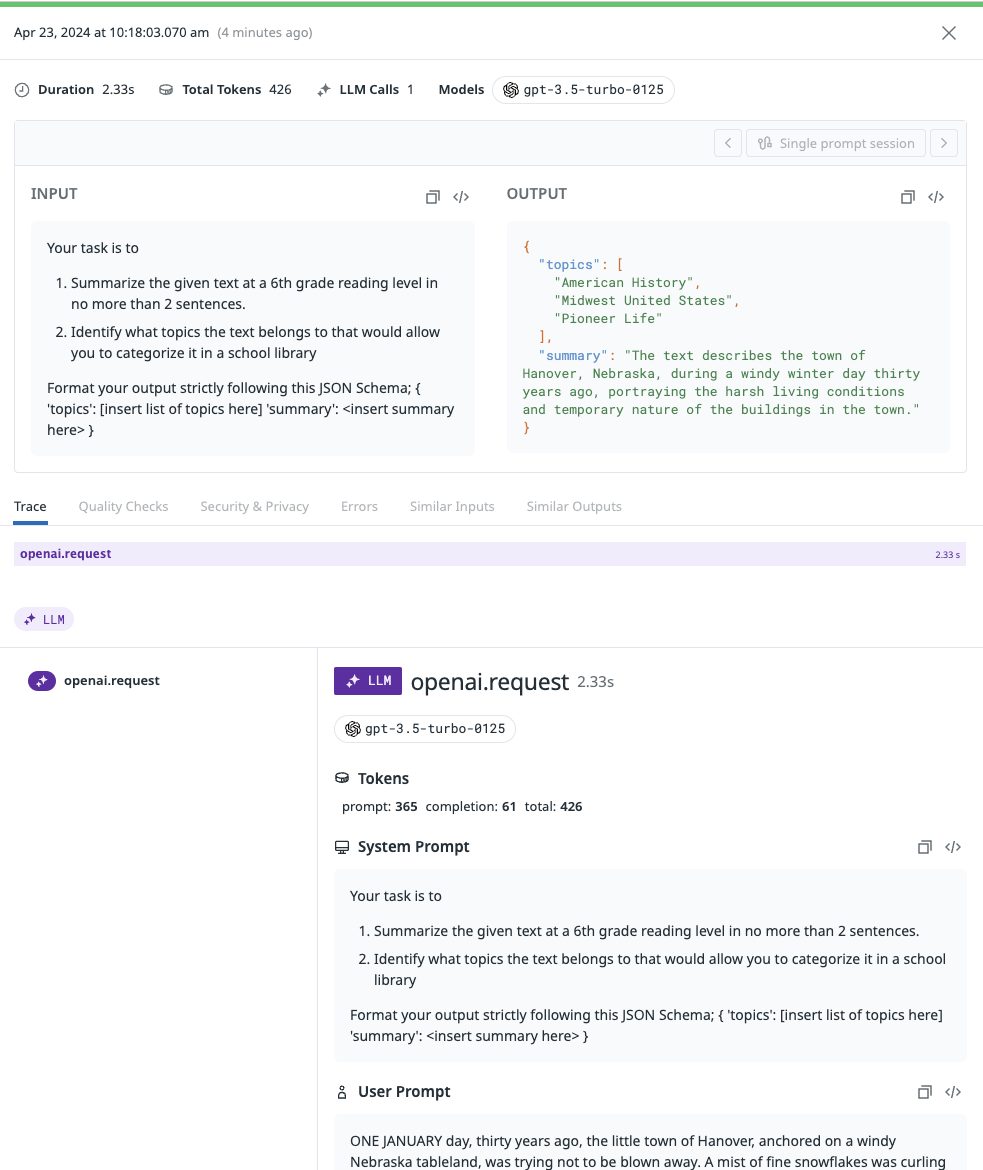 Apr 23, 2024 at 10:18:03.070 am (4 minutes ago)
Duration 2.33s Total Tokens 426 LLM Calls 1 Models gpt-3.5-turbo-0125
Single prompt session
INPUT
Your task is to
1. Summarize the given text at a 6th grade reading level in
no more than 2 sentences.
2. Identify what topics the text belongs to that would allow
you to categorize it in a school library
Format your output strictly following this JSON Schema; {
'topics': [insert list of topics here] 'summary': <insert summary
here> }
OUTPUT
{
"topics": [
"American History",
"Midwest United States",
"Pioneer Life"
],
"summary": "The text describes the town of
Hanover, Nebraska, during a windy winter day thirty
years ago, portraying the harsh living conditions
and temporary nature of the buildings in the town."
}
Trace Quality Checks Security & Privacy Errors Similar Inputs Similar Outputs
openai.request 2.33 s
LLM
openai.request
LLM openai.request 2.33s
gpt-3.5-turbo-0125
Tokens
prompt: 365 completion: 61 total: 426
System Prompt
Your task is to
1. Summarize the given text at a 6th grade reading level in no more than 2 sentences.
2. Identify what topics the text belongs to that would allow you to categorize it in a school
library
Format your output strictly following this JSON Schema; { 'topics': [insert list of topics here]
'summary': <insert summary here> }
User Prompt
ONE JANUARY day, thirty years ago, the little town of Hanover, anchored on a windy
Nebraska tableland, was trying not to be blown away. A mist of fine snowflakes was curling